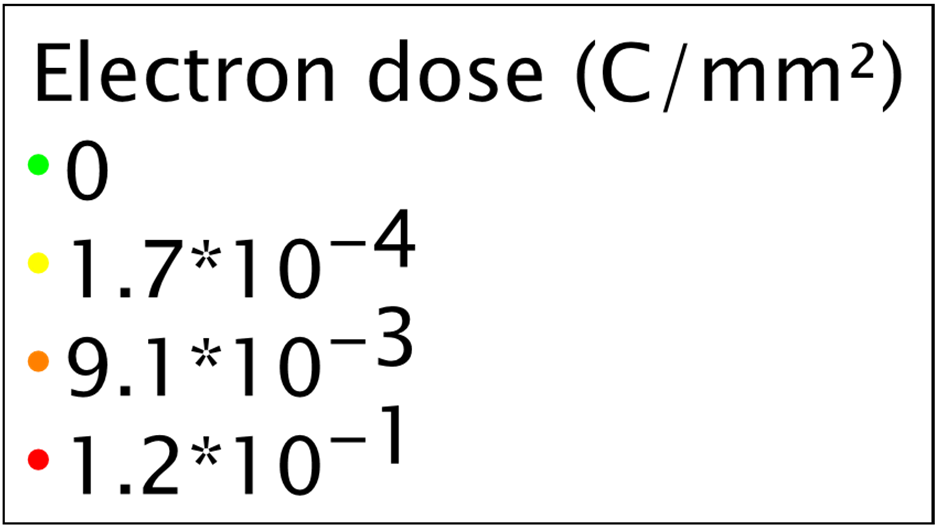 Electron dose (C/mm²)
0
1.7*10⁻⁴
9.1*10⁻³
1.2*10⁻¹